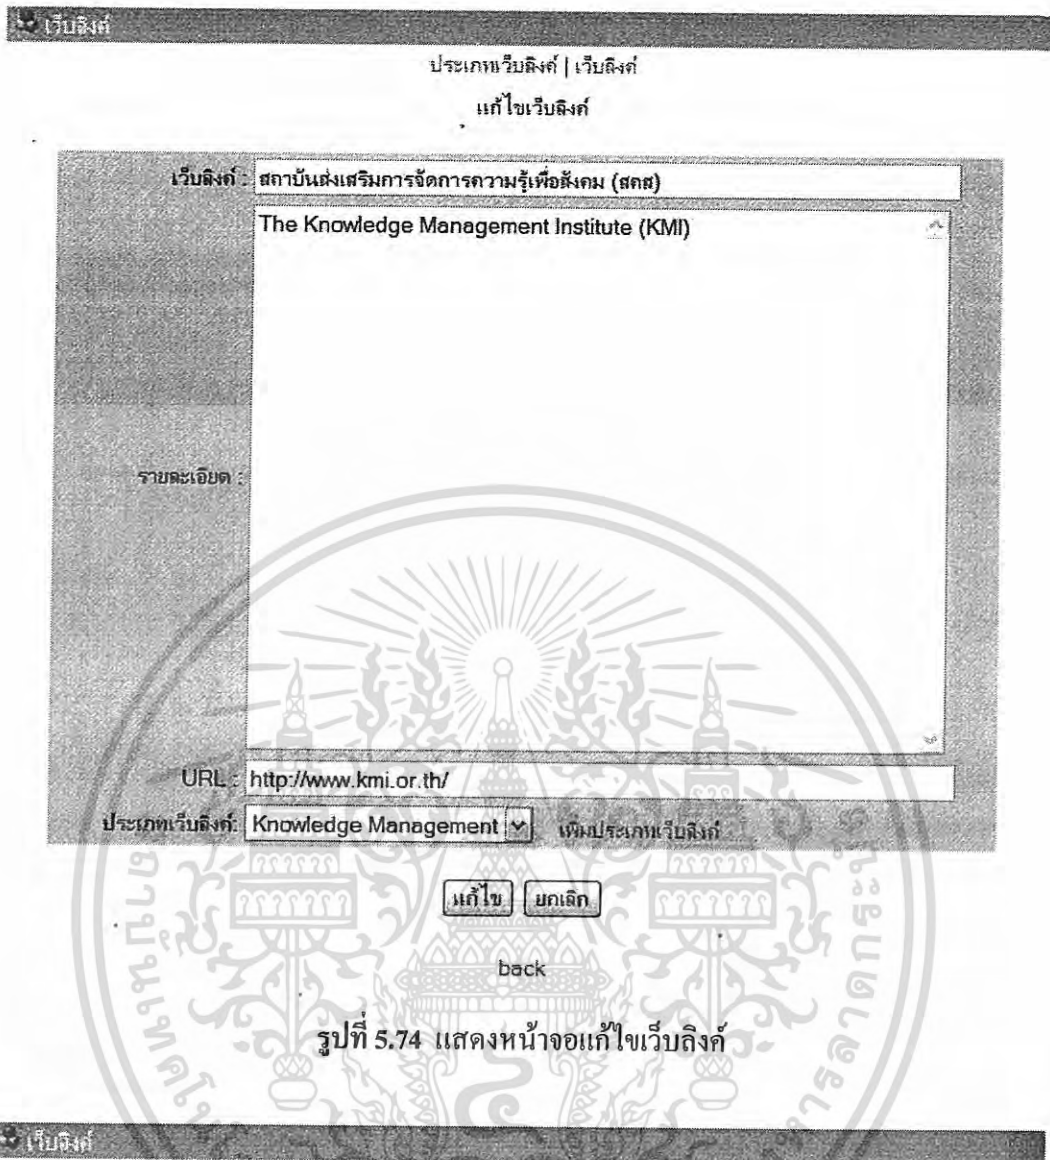 เว็บลิงค์
ประเภทเว็บลิงค์ | เว็บลิงค์
แก้ไขเว็บลิงค์
เว็บลิงค์ : สถาบันส่งเสริมการจัดการความรู้เพื่อสังคม (สคส)
The Knowledge Management Institute (KMI)
รายละเอียด :
URL : http://www.kmi.or.th/
ประเภทเว็บลิงค์: Knowledge Management เพิ่มประเภทเว็บลิงค์
แก้ไข ยกเลิก
back
รูปที่ 5.74 แสดงหน้าจอแก้ไขเว็บลิงค์
เว็บลิงค์